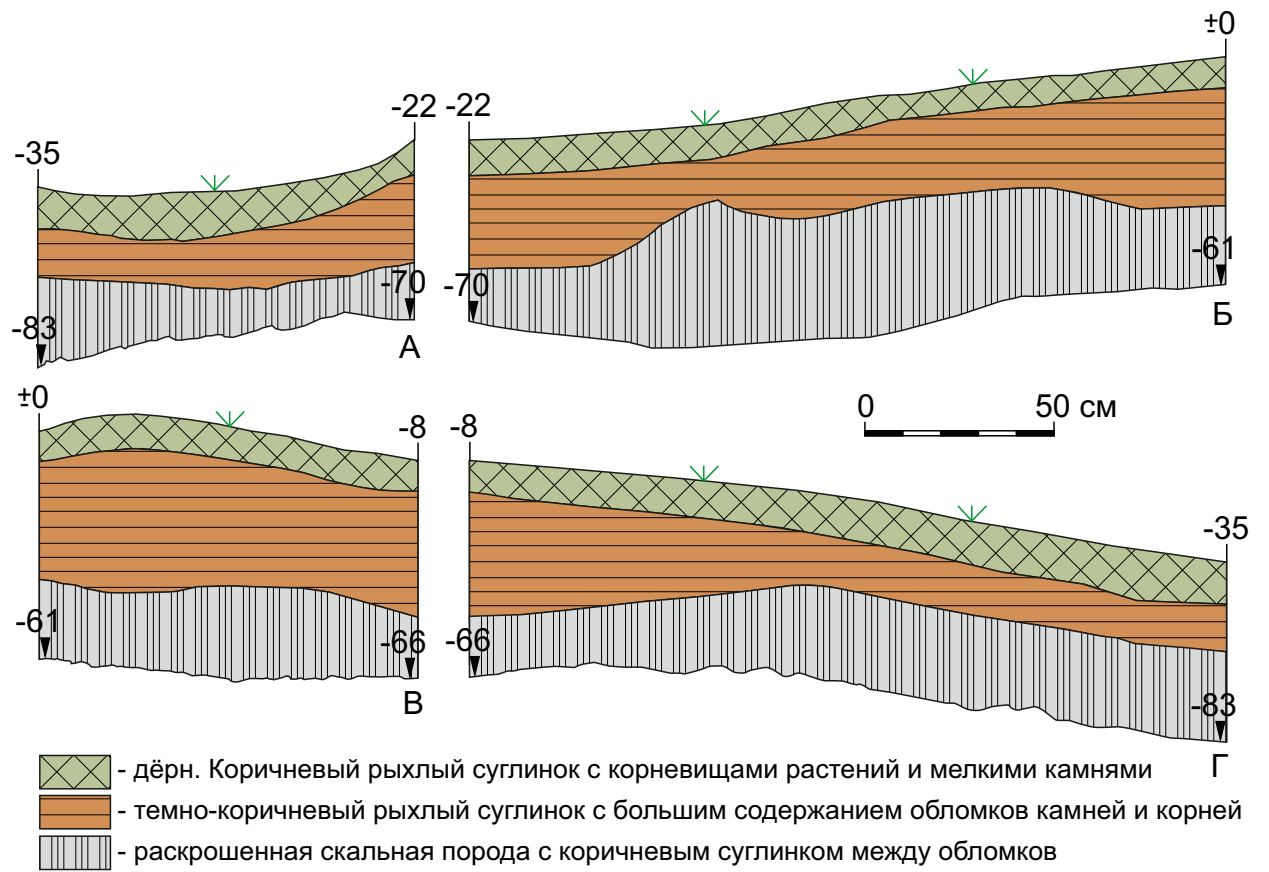 ±0
-22 -22
-35
-61
-70 -70
Б
-83
А
±0
0 50 см
-8 -8
-35
-61
-66 -66
-83
В
Г
- дёрн. Коричневый рыхлый суглинок с корневищами растений и мелкими камнями
- темно-коричневый рыхлый суглинок с большим содержанием обломков камней и корней
- раскрошенная скальная порода с коричневым суглинком между обломков